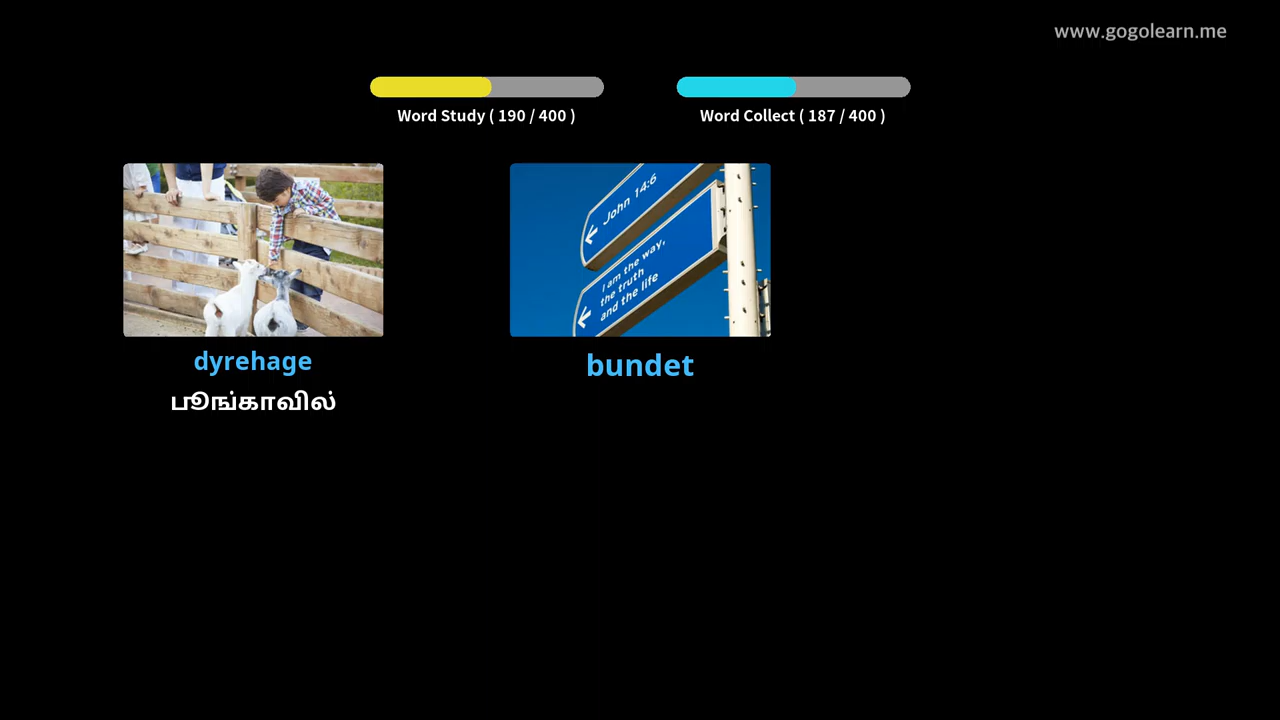 www.gogolearn.me
Word Study ( 190 / 400 )
Word Collect ( 187 / 400 )
John 14:6
I am the way,
the truth
and the life
dyrehage
பூங்காவில்
bundet